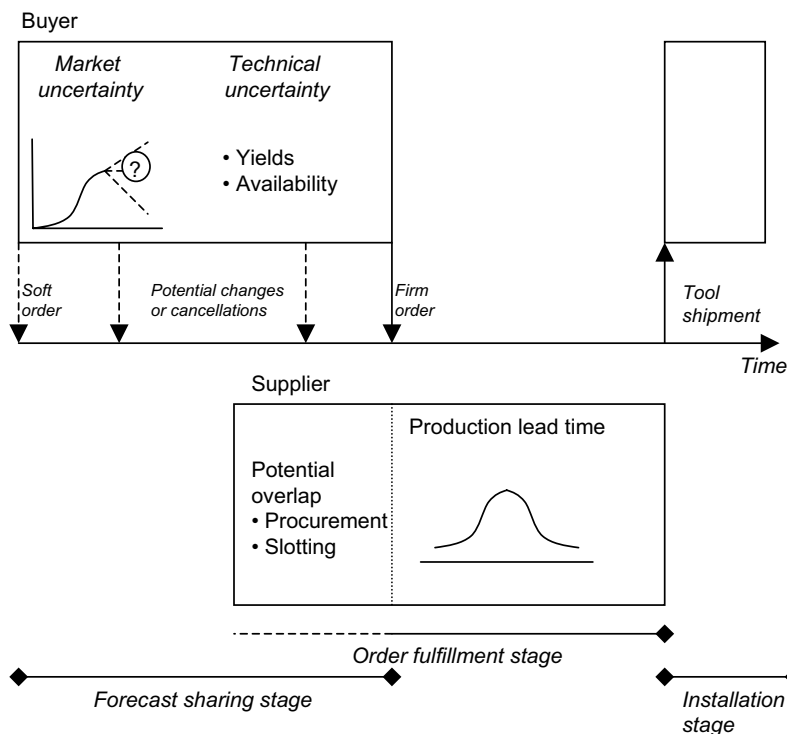 Buyer
Market
uncertainty
Technical
uncertainty
?
• Yields
• Availability
Soft
order
Potential changes
or cancellations
Firm
order
Tool
shipment
Time
Supplier
Production lead time
Potential
overlap
• Procurement
• Slotting
Order fulfillment stage
Forecast sharing stage
Installation
stage